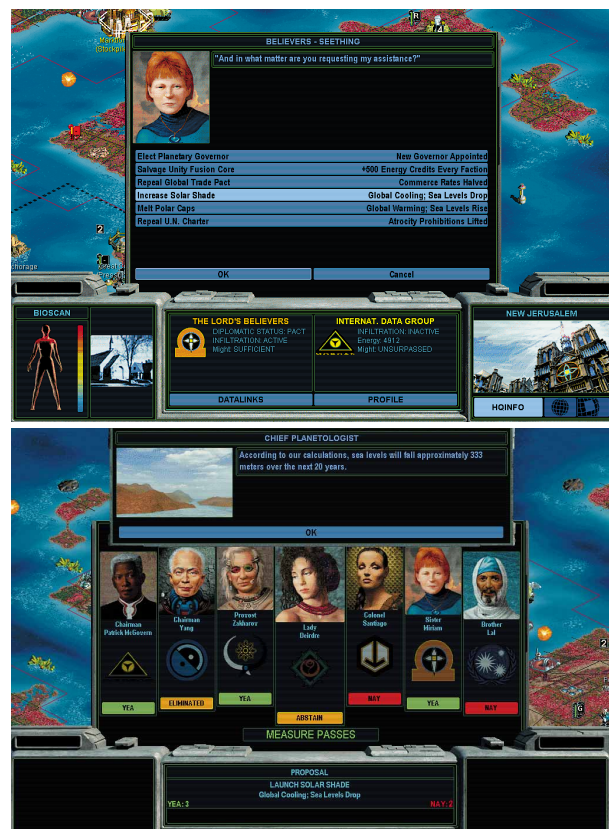 BELIEVERS - SEETHING
"And in what matter are you requesting my assistance?"
Elect Planetary Governor New Governor Appointed
Salvage Unity Fusion Core +500 Energy Credits Every Faction
Repeal Global Trade Pact Commerce Rates Halved
Increase Solar Shade Global Cooling; Sea Levels Drop
Melt Polar Caps Global Warming; Sea Levels Rise
Repeal U.N. Charter Atrocity Prohibitions Lifted
OK Cancel
R
4
2
chorage
BIOSCAN
THE LORD'S BELIEVERS
DIPLOMATIC STATUS: PACT
INFILTRATION: ACTIVE
Might: SUFFICIENT
DATALINKS
INTERNAT. DATA GROUP
INFILTRATION: INACTIVE
Energy: 4912
Might: UNSURPASSED
PROFILE
NEW JERUSALEM
HQINFO
CHIEF PLANETOLOGIST
According to our calculations, sea levels will fall approximately 333
meters over the next 20 years.
OK
Chairman
Patrick McGovern
YEA
Chairman
Yang
ELIMINATED
Provost
Zakharov
YEA
Lady
Deirdre
ABSTAIN
Colonel
Santiago
NAY
Sister
Miriam
YEA
Brother
Lal
NAY
2
G
MEASURE PASSES
PROPOSAL
LAUNCH SOLAR SHADE
Global Cooling; Sea Levels Drop
YEA: 3 NAY: 2